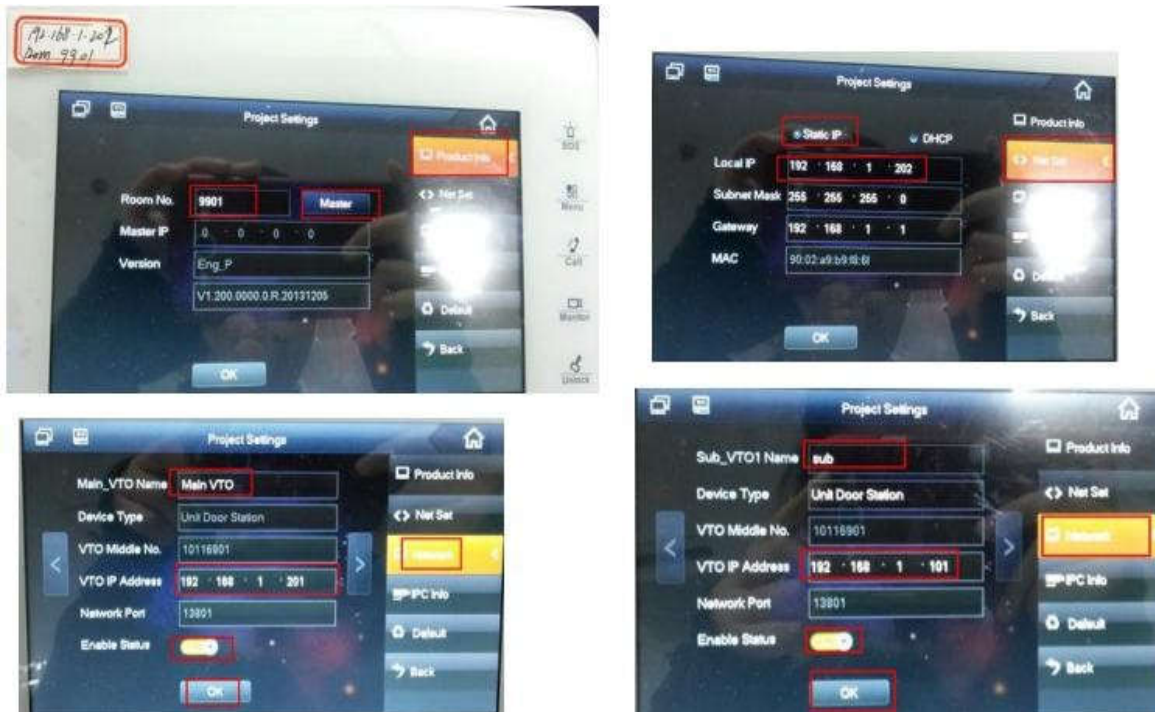 192.168.1.202
Room 9901
Project Settings
Product Info
Room No. 9901 Master
Net Set
Master IP 0 0 0 0
Version Eng_P
V1.200.0000.0.R.20131205
Default
Back
OK
SOS
Menu
Call
Monitor
Unlock
Project Settings
Product Info
Static IP DHCP
Net Set
Local IP 192 168 1 202
Subnet Mask 255 255 255 0
Gateway 192 168 1 1
MAC 90:02:a9:b9:f8:6f
Back
OK
Project Settings
Main_VTO Name Main VTO
Product Info
Device Type Unit Door Station
Net Set
VTO Middle No. 10116901
Network
VTO IP Address 192 168 1 201
IPC Info
Network Port 13801
Default
Enable Status
Back
OK
Project Settings
Sub_VTO1 Name sub
Product Info
Device Type Unit Door Station
Net Set
VTO Middle No. 10116901
Network
VTO IP Address 192 168 1 101
IPC Info
Network Port 13801
Default
Enable Status
Back
OK